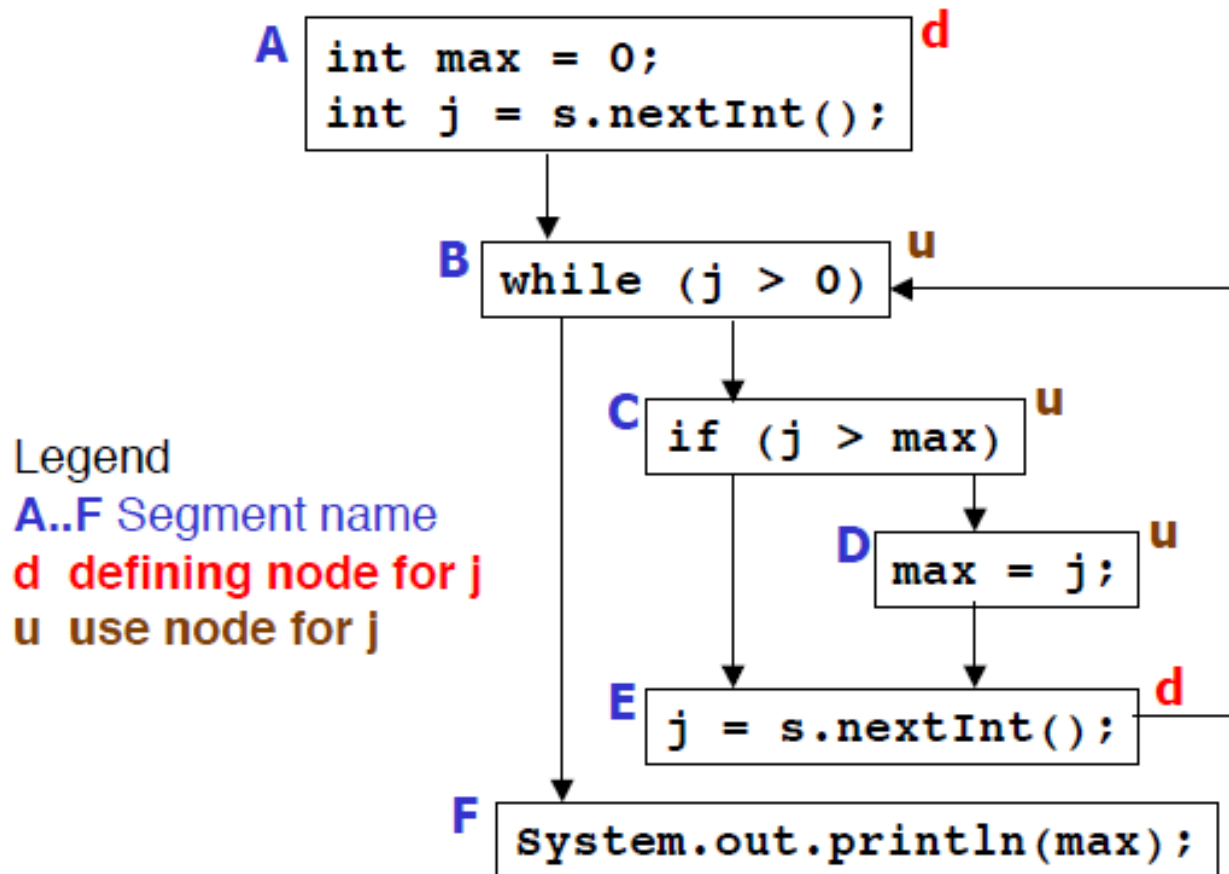 A
int max = 0;
d
int j = s.nextInt();
B
while (j > 0)
u
C
if (j > max)
u
Legend
A..F Segment name
D
max = j;
u
d defining node for j
u use node for j
E
j = s.nextInt();
d
F
System.out.println(max);